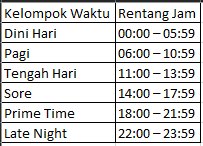 Kelompok Waktu Rentang Jam
Dini Hari 00:00 – 05:59
Pagi 06:00 – 10:59
Tengah Hari 11:00 – 13:59
Sore 14:00 – 17:59
Prime Time 18:00 – 21:59
Late Night 22:00 – 23:59